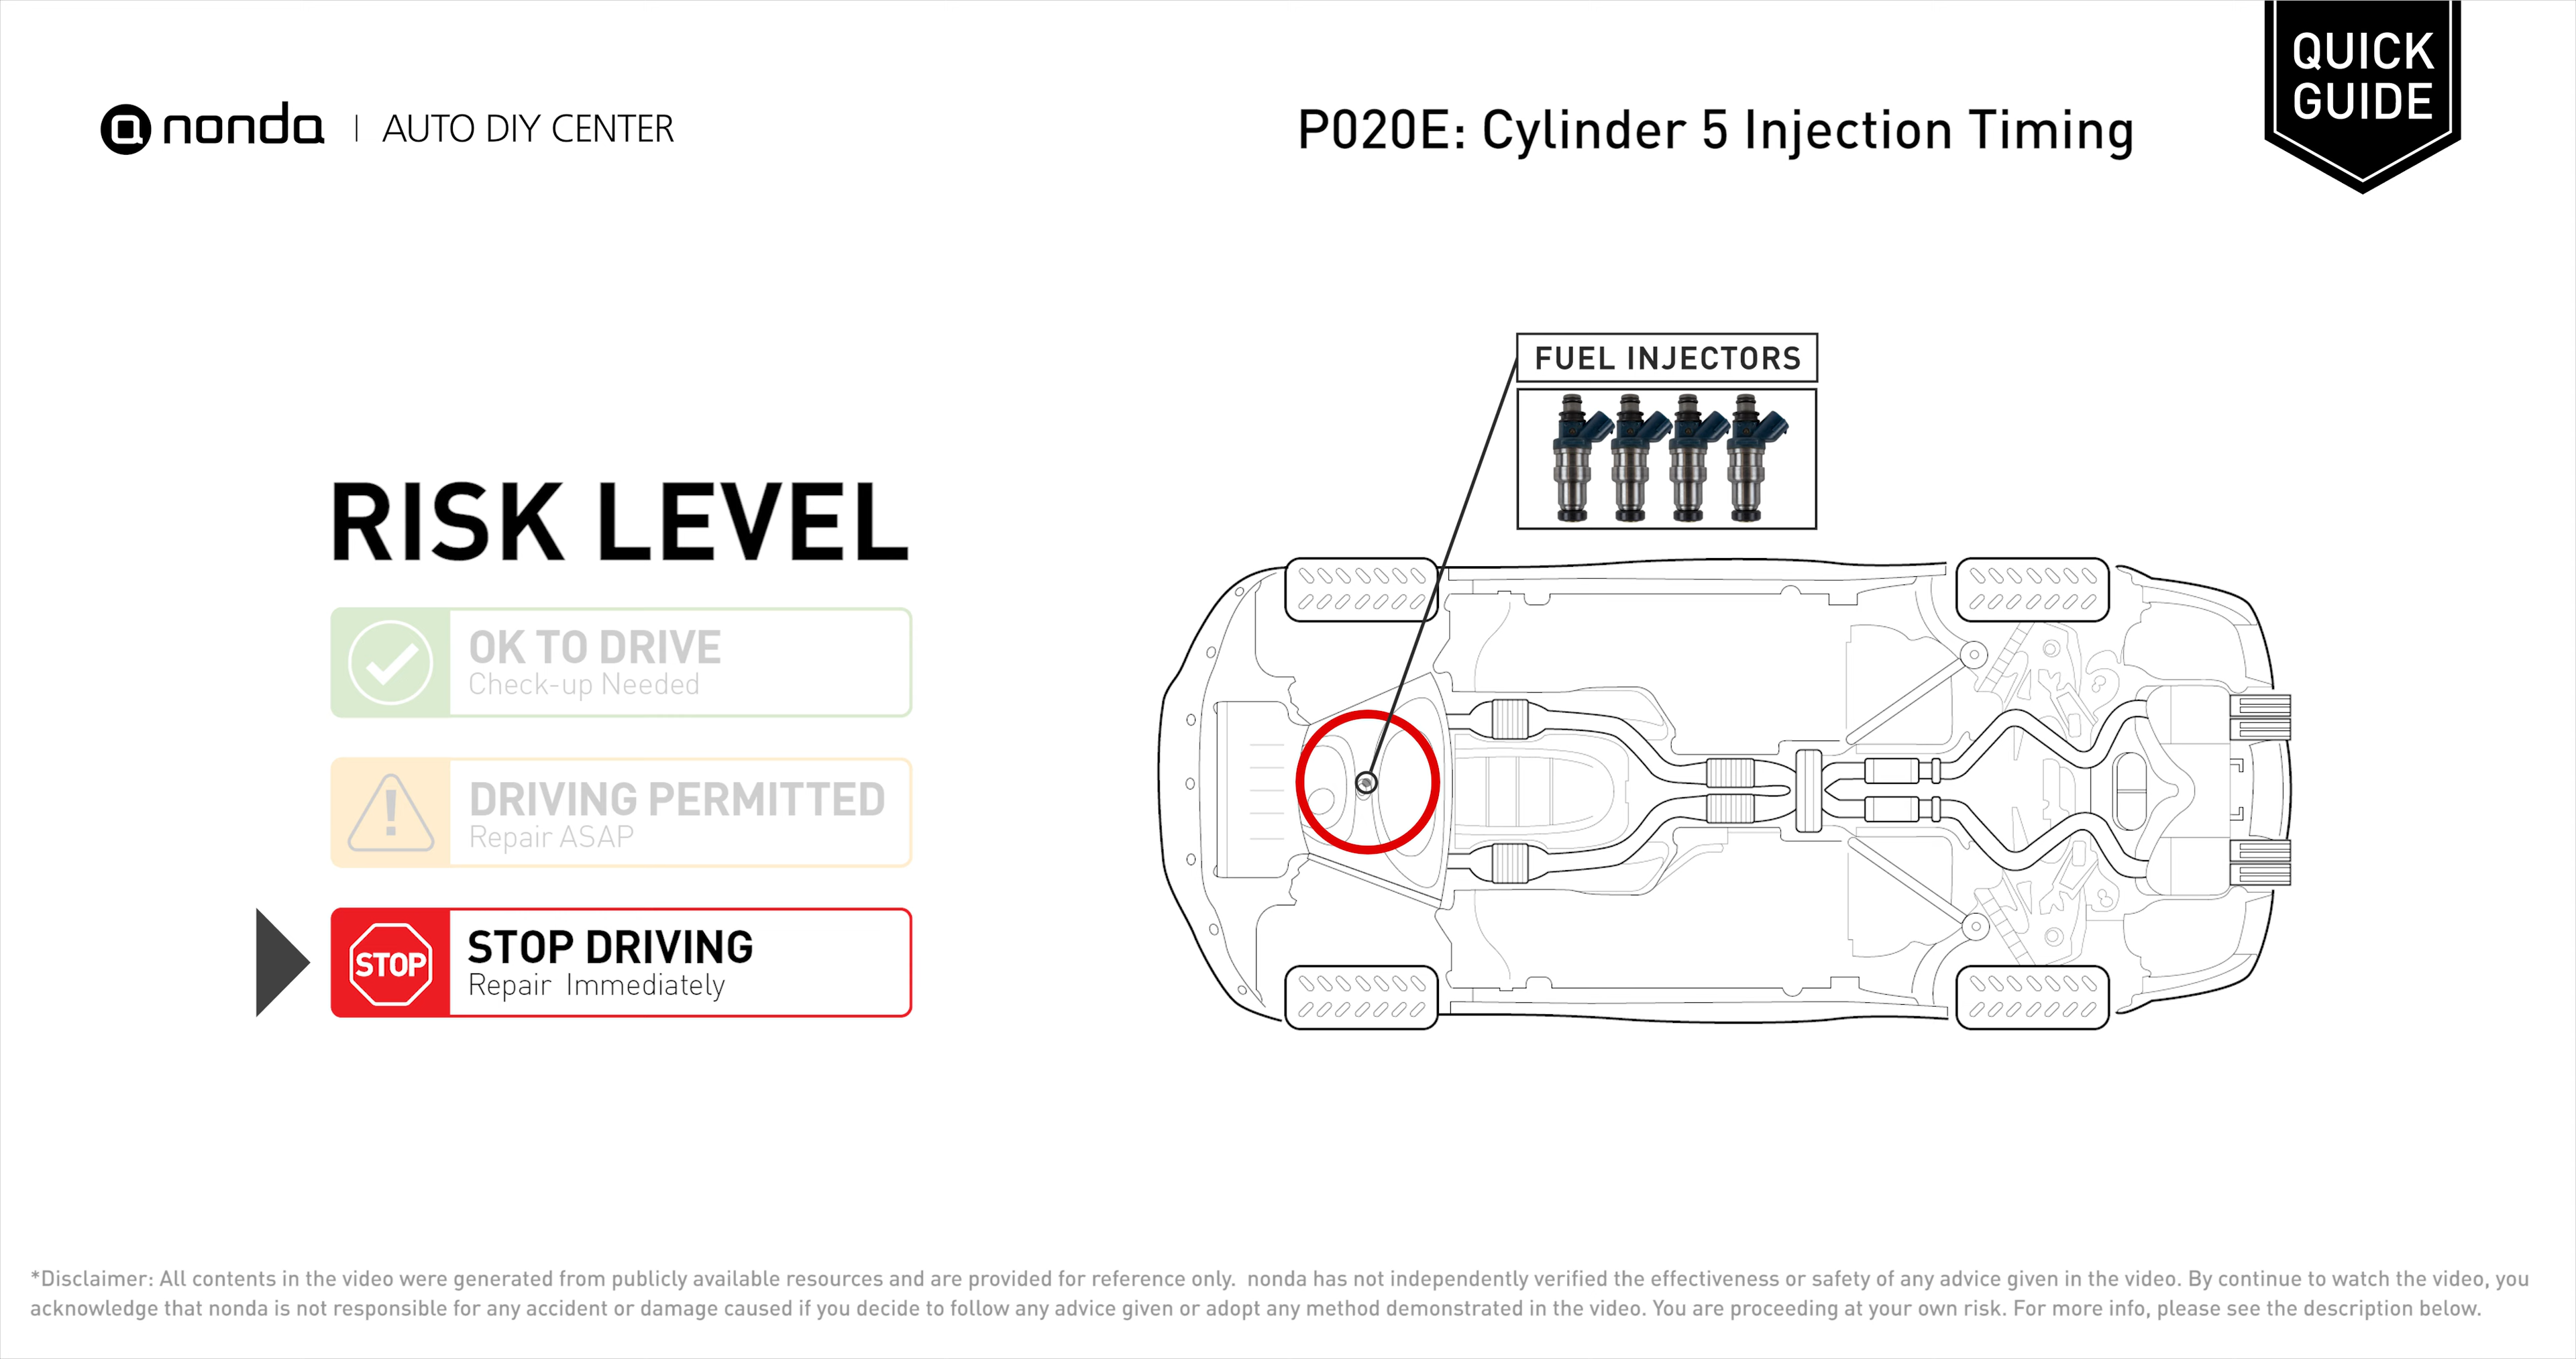 nonda | AUTO DIY CENTER
P020E: Cylinder 5 Injection Timing
QUICK
GUIDE
FUEL INJECTORS
RISK LEVEL
OK TO DRIVE
Check-up Needed
DRIVING PERMITTED
Repair ASAP
STOP
STOP DRIVING
Repair Immediately
*Disclaimer: All contents in the video were generated from publicly available resources and are provided for reference only. nonda has not independently verified the effectiveness or safety of any advice given in the video. By continue to watch the video, you
acknowledge that nonda is not responsible for any accident or damage caused if you decide to follow any advice given or adopt any method demonstrated in the video. You are proceeding at your own risk. For more info, please see the description below.